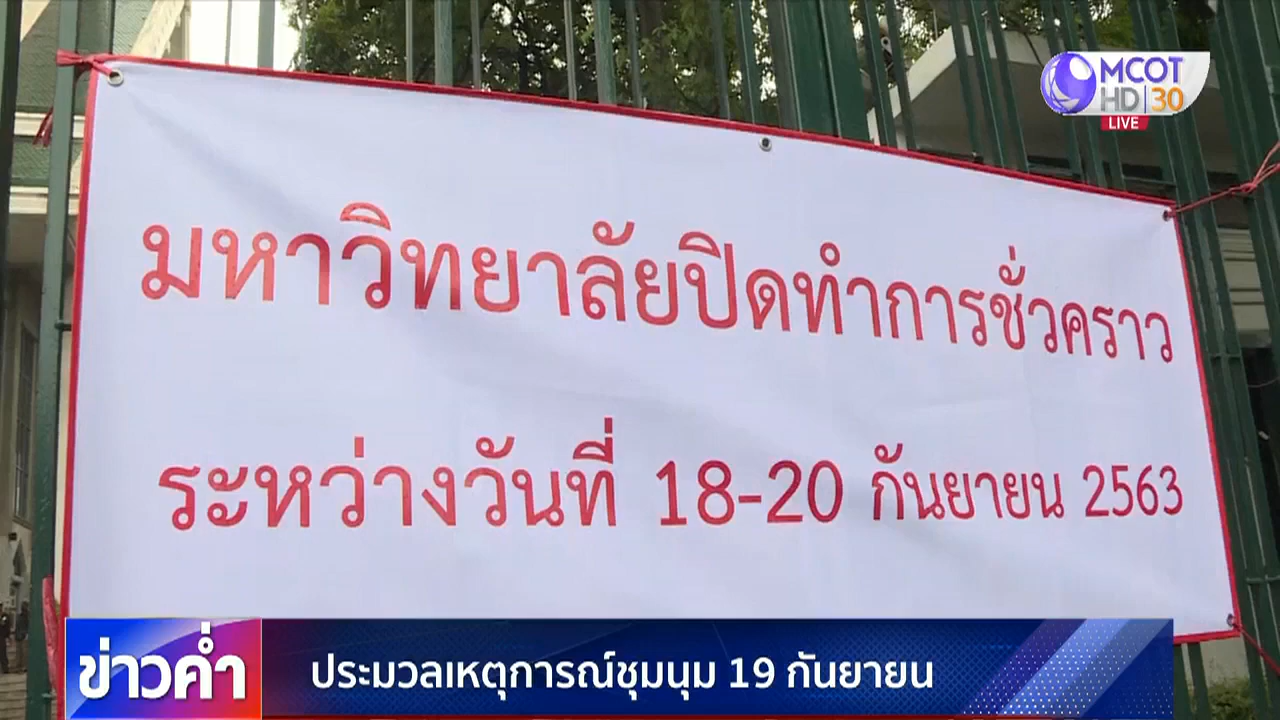 MCOT
HD 30
LIVE
มหาวิทยาลัยปิดทำการชั่วคราว
ระหว่างวันที่ 18-20 กันยายน 2563
ข่าวค่ำ
ประมวลเหตุการณ์ชุมนุม 19 กันยายน